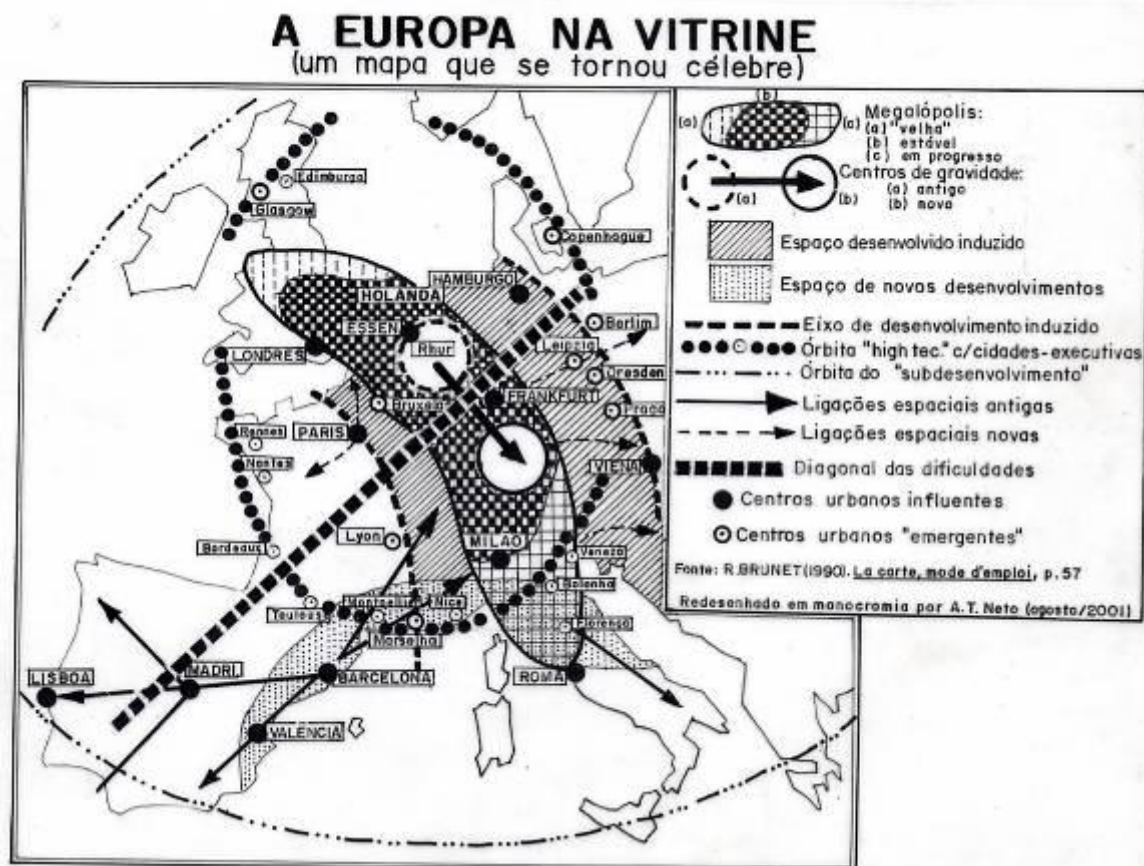 A EUROPA NA VITRINE
(um mapa que se tornou célebre)
Edimburgo
Glasgow
Copenhague
HAMBURGO
HOLANDA
ESSEN
Berlim
Rhur
Leipzig
LONDRES
Dresden
FRANKFURT
Bruxela
Praga
Rennes
PARIS
Nantes
VIENA
Lyon
MILAO
Bordeaux
Veneza
Bolonha
Toulouse
Montpellier
Nice
Marselha
Florença
LISBOA
MADRI
BARCELONA
ROMA
VALENCIA
(b)
(a)
(a)
Megalópolis:
(a) "velha"
(b) estável
(c) em progresso
Centros de gravidade:
(a)
(b)
(a) antigo
(b) novo
Espaço desenvolvido induzido
Espaço de novos desenvolvimentos
Eixo de desenvolvimento induzido
Órbita "high tec." c/cidades-executivas
Órbita do "subdesenvolvimento"
Ligações espaciais antigas
Ligações espaciais novas
Diagonal das dificuldades
Centros urbanos influentes
Centros urbanos "emergentes"
Fonte: R.BRUNET(1990). La carte, mode d'emploi, p.57
Redesenhado em monocromia por A.T. Neto (agosto/2001)